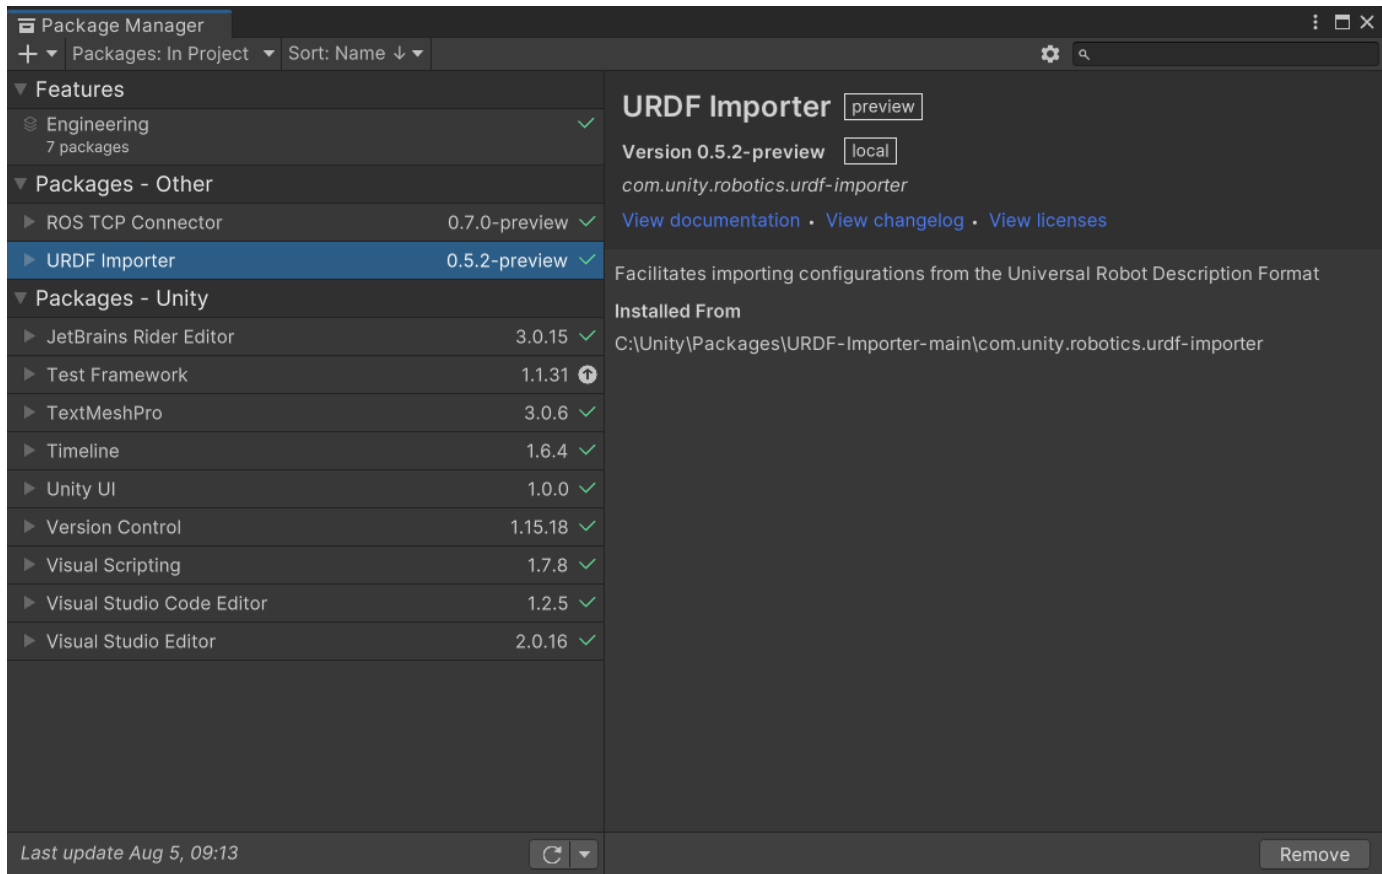 Package Manager
Packages: In Project Sort: Name ↓
Features
Engineering
7 packages
Packages - Other
ROS TCP Connector 0.7.0-preview
URDF Importer 0.5.2-preview
Packages - Unity
JetBrains Rider Editor 3.0.15
Test Framework 1.1.31
TextMeshPro 3.0.6
Timeline 1.6.4
Unity UI 1.0.0
Version Control 1.15.18
Visual Scripting 1.7.8
Visual Studio Code Editor 1.2.5
Visual Studio Editor 2.0.16
Last update Aug 5, 09:13
URDF Importer preview
Version 0.5.2-preview local
com.unity.robotics.urdf-importer
View documentation • View changelog • View licenses
Facilitates importing configurations from the Universal Robot Description Format
Installed From
C:\Unity\Packages\URDF-Importer-main\com.unity.robotics.urdf-importer
Remove